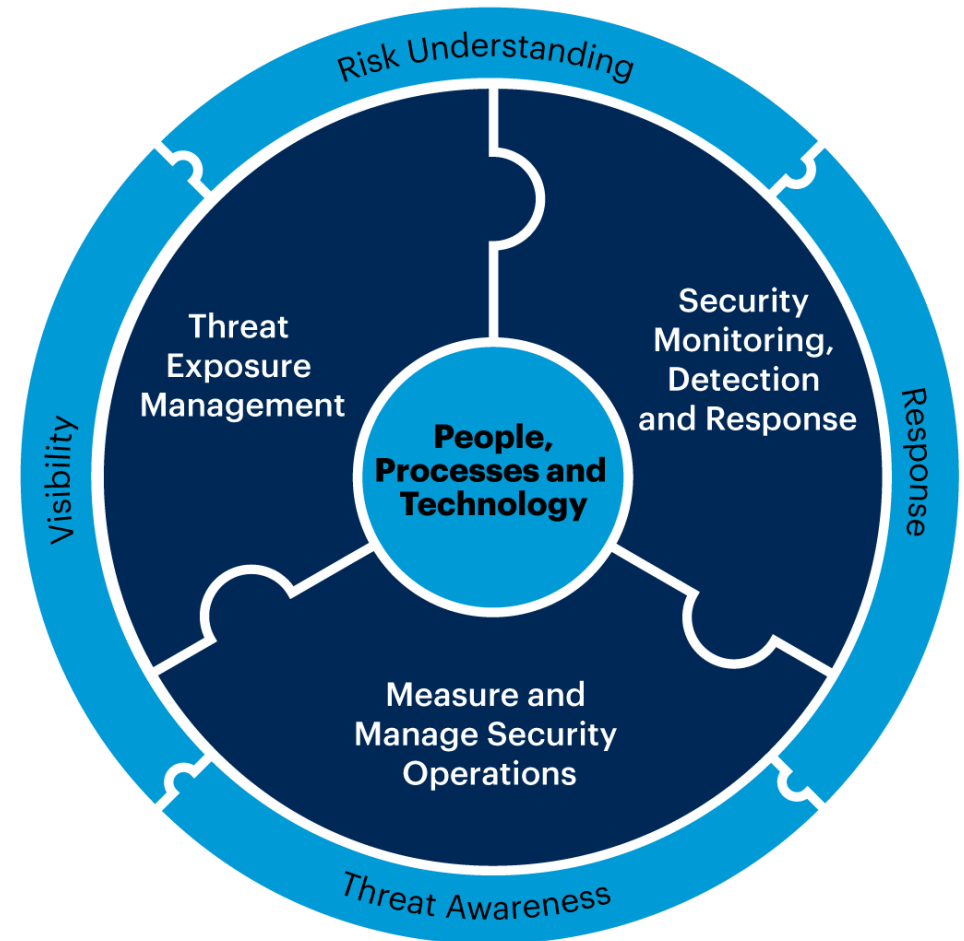 Risk Understanding
Threat
Exposure
Management
Security
Monitoring,
Detection
and Response
Visibility
People,
Processes and
Technology
Response
Measure and
Manage Security
Operations
Threat Awareness